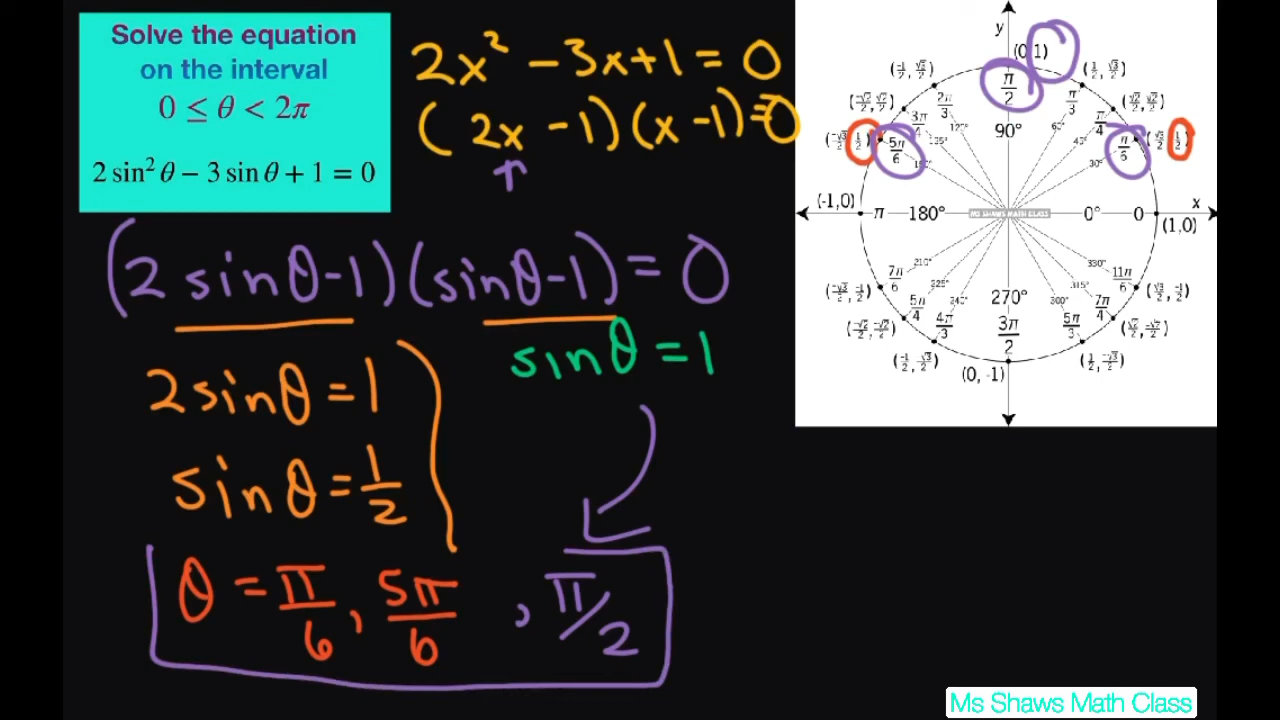 Solve the equation
on the interval
0 ≤ θ < 2π
2 sin² θ − 3 sin θ + 1 = 0
2x² − 3x + 1 = 0
(2x − 1)(x − 1) = 0
(2 sinθ − 1)(sinθ − 1) = 0
2 sinθ = 1
sinθ = 1
sinθ = 1/2
θ = π/6, 5π/6, π/2
y
(0,1)
π/2
90°
(-1/2, √3/2)
2π/3
120°
(1/2, √3/2)
π/3
60°
(-√2/2, √2/2)
3π/4
135°
(√2/2, √2/2)
π/4
(-√3/2, 1/2)
5π/6
(√3/2, 1/2)
π/6
30°
(-1,0)
π
180°
MS SHAWS MATH CLASS
0°
0
x
(1,0)
210°
7π/6
(-√3/2, -1/2)
330°
11π/6
(√3/2, -1/2)
225°
5π/4
(-√2/2, -√2/2)
315°
7π/4
(√2/2, -√2/2)
240°
4π/3
(-1/2, -√3/2)
300°
5π/3
(1/2, -√3/2)
270°
3π/2
(0, -1)
Ms Shaws Math Class